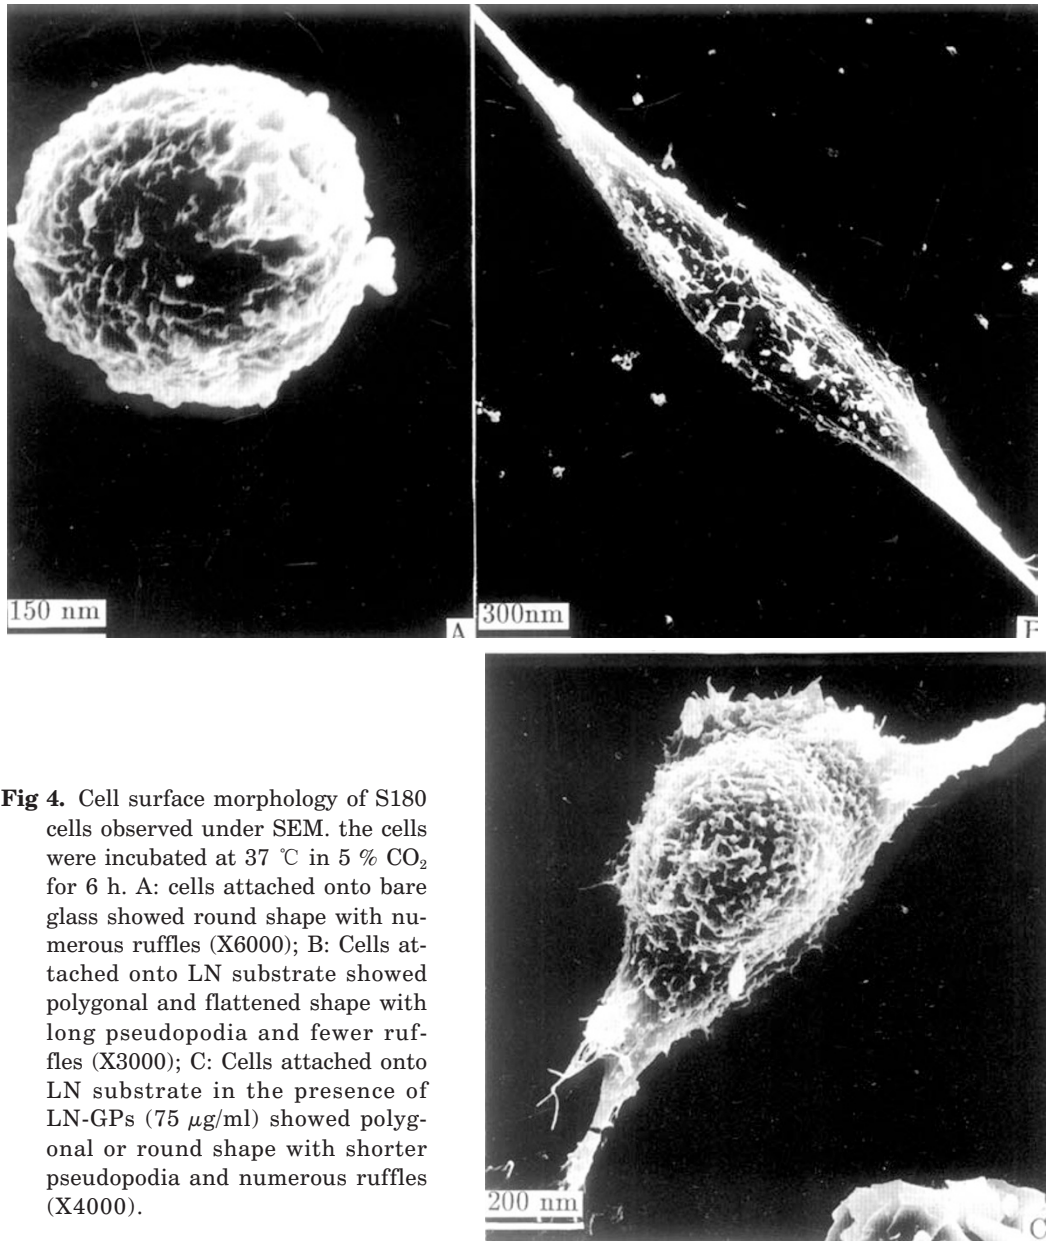 150 nm
A
300nm
B
Fig 4. Cell surface morphology of S180
cells observed under SEM. the cells
were incubated at 37 ℃ in 5 % CO₂
for 6 h. A: cells attached onto bare
glass showed round shape with nu-
merous ruffles (X6000); B: Cells at-
tached onto LN substrate showed
polygonal and flattened shape with
long pseudopodia and fewer ruf-
fles (X3000); C: Cells attached onto
LN substrate in the presence of
LN-GPs (75 μg/ml) showed polyg-
onal or round shape with shorter
pseudopodia and numerous ruffles
(X4000).
200 nm
C